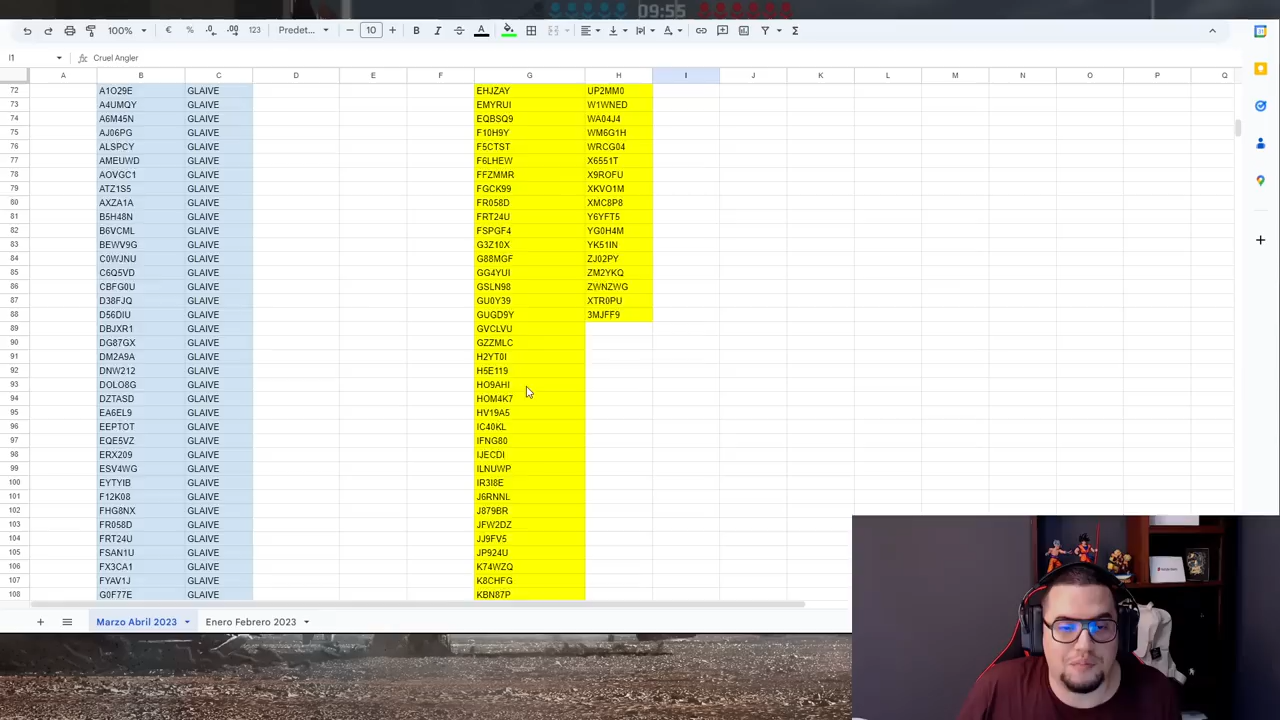 09:55
100% € % .0 .00 123 Predet... 10 B I A
I1 Cruel Angler
A B C D E F G H I J K L M N O P Q
72 A1O29E GLAIVE EHJZAY UP2MM0
73 A4UMQY GLAIVE EMYRUI W1WNED
74 A6M45N GLAIVE EQBSQ9 WA04J4
75 AJ06PG GLAIVE F10H9Y WM6G1H
76 ALSPCY GLAIVE F5CTST WRCG04
77 AMEUWD GLAIVE F6LHEW X6551T
78 AOVGC1 GLAIVE FFZMMR X9ROFU
79 ATZ1S5 GLAIVE FGCK99 XKVO1M
80 AXZA1A GLAIVE FR058D XMC8P8
81 B5H48N GLAIVE FRT24U Y6YFT5
82 B6VCML GLAIVE FSPGF4 YG0H4M
83 BEWV9G GLAIVE G3Z10X YK51IN
84 C0WJNU GLAIVE G88MGF ZJ02PY
85 C6Q5VD GLAIVE GG4YUI ZM2YKQ
86 CBFG0U GLAIVE GSLN98 ZWNZWG
87 D38FJQ GLAIVE GU0Y39 XTR0PU
88 D56DIU GLAIVE GUGD9Y 3MJFF9
89 DBJXR1 GLAIVE GVCLVU
90 DG87GX GLAIVE GZZMLC
91 DM2A9A GLAIVE H2YT0I
92 DNW212 GLAIVE H5E119
93 DOLO8G GLAIVE HO9AHI
94 DZTASD GLAIVE HOM4K7
95 EA6EL9 GLAIVE HV19A5
96 EEPTOT GLAIVE IC40KL
97 EQE5VZ GLAIVE IFNG80
98 ERX209 GLAIVE IJECDI
99 ESV4WG GLAIVE ILNUWP
100 EYTYIB GLAIVE IR3I8E
101 F12K08 GLAIVE J6RNNL
102 FHG8NX GLAIVE J879BR
103 FR058D GLAIVE JFW2DZ
104 FRT24U GLAIVE JJ9FV5
105 FSAN1U GLAIVE JP924U
106 FX3CA1 GLAIVE K74WZQ
107 FYAV1J GLAIVE K8CHFG
108 G0F77E GLAIVE KBN87P
Marzo Abril 2023 Enero Febrero 2023